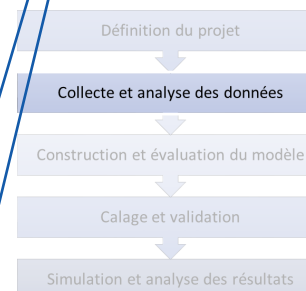 Définition du projet
Collecte et analyse des données
Construction et évaluation du modèle
Calage et validation
Simulation et analyse des résultats